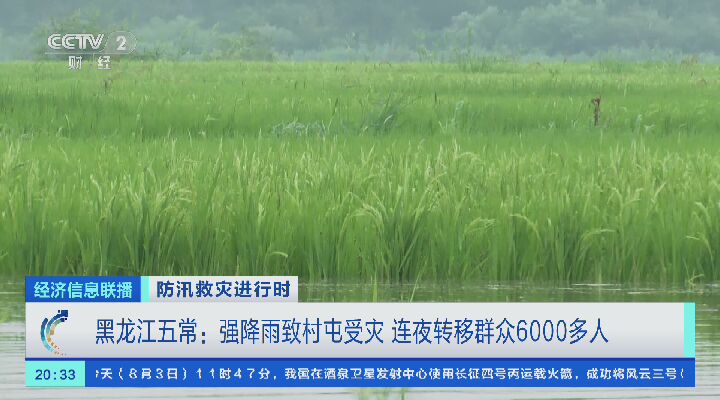 CCTV 2
财经
经济信息联播 防汛救灾进行时
黑龙江五常：强降雨致村屯受灾 连夜转移群众6000多人
20:33 今天（8月3日）11时47分，我国在酒泉卫星发射中心使用长征四号丙运载火箭，成功将风云三号